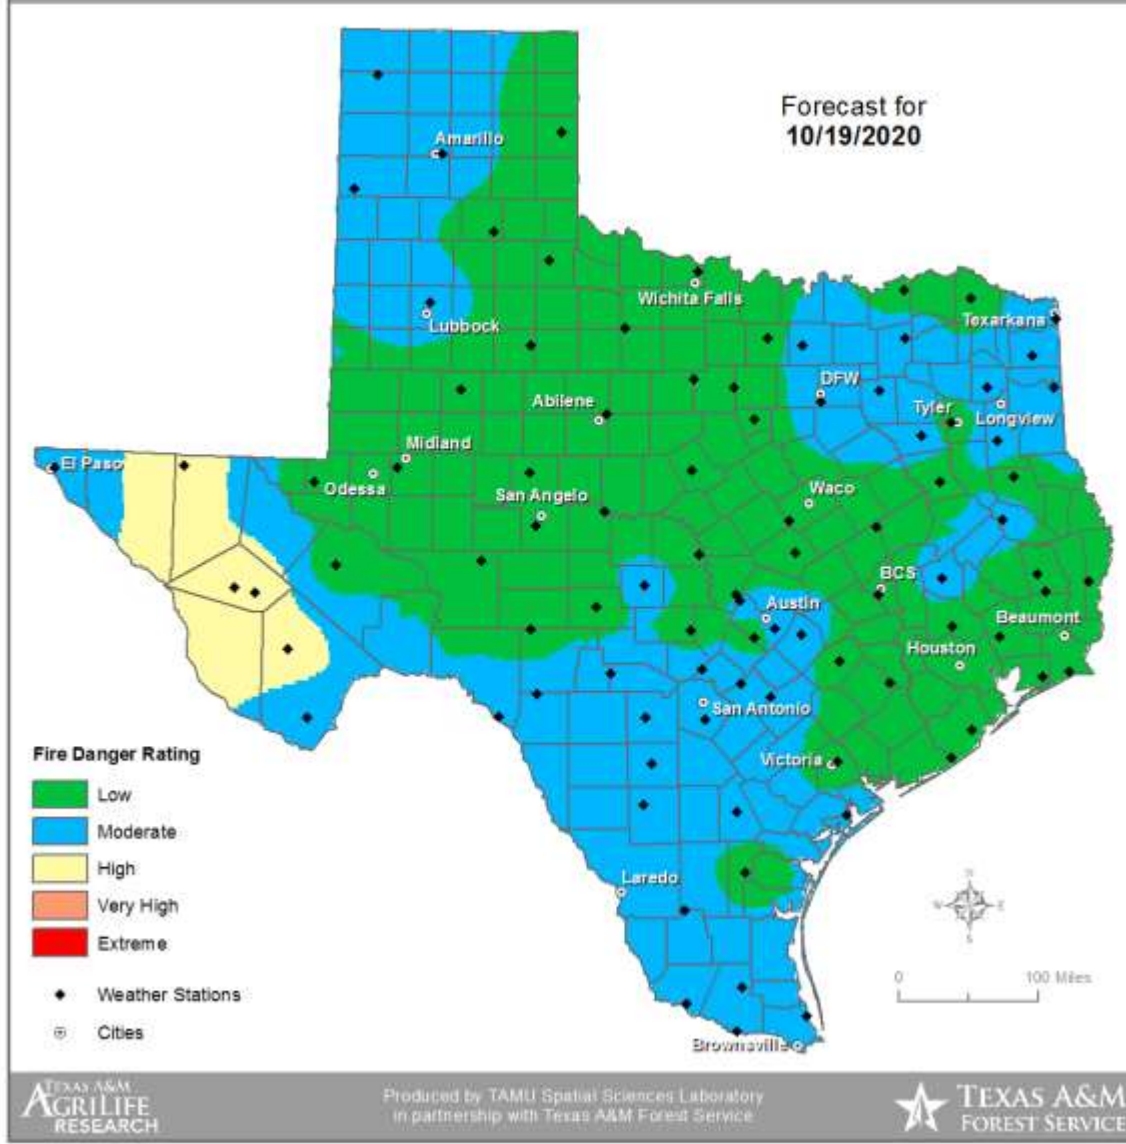 Forecast for
10/19/2020
Amarillo
Lubbock
Wichita Falls
Texarkana
DFW
Abilene
Tyler
Longview
Midland
El Paso
Odessa
San Angelo
Waco
BCS
Austin
Beaumont
Houston
San Antonio
Victoria
Laredo
Brownsville
Fire Danger Rating
Low
Moderate
High
Very High
Extreme
Weather Stations
Cities
N
W E
S
0 100 Miles
TEXAS A&M
AGRILIFE
RESEARCH
Produced by TAMU Spatial Sciences Laboratory
in partnership with Texas A&M Forest Service
TEXAS A&M
FOREST SERVICE